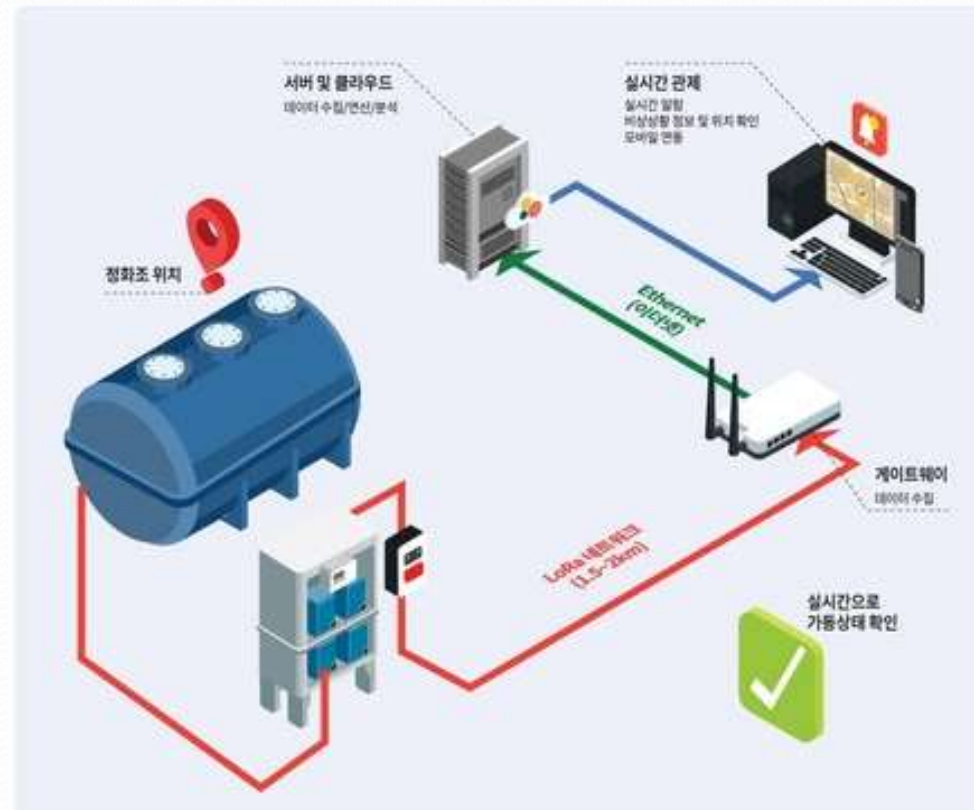 서버 및 클라우드
데이터 수집/연산/분석
실시간 관제
실시간 알람
비상상황 정보 및 위치 확인
모바일 연동
정화조 위치
Ethernet
(이더넷)
게이트웨이
데이터 수집
LoRa 네트워크
(1.5~2km)
실시간으로
가동상태 확인